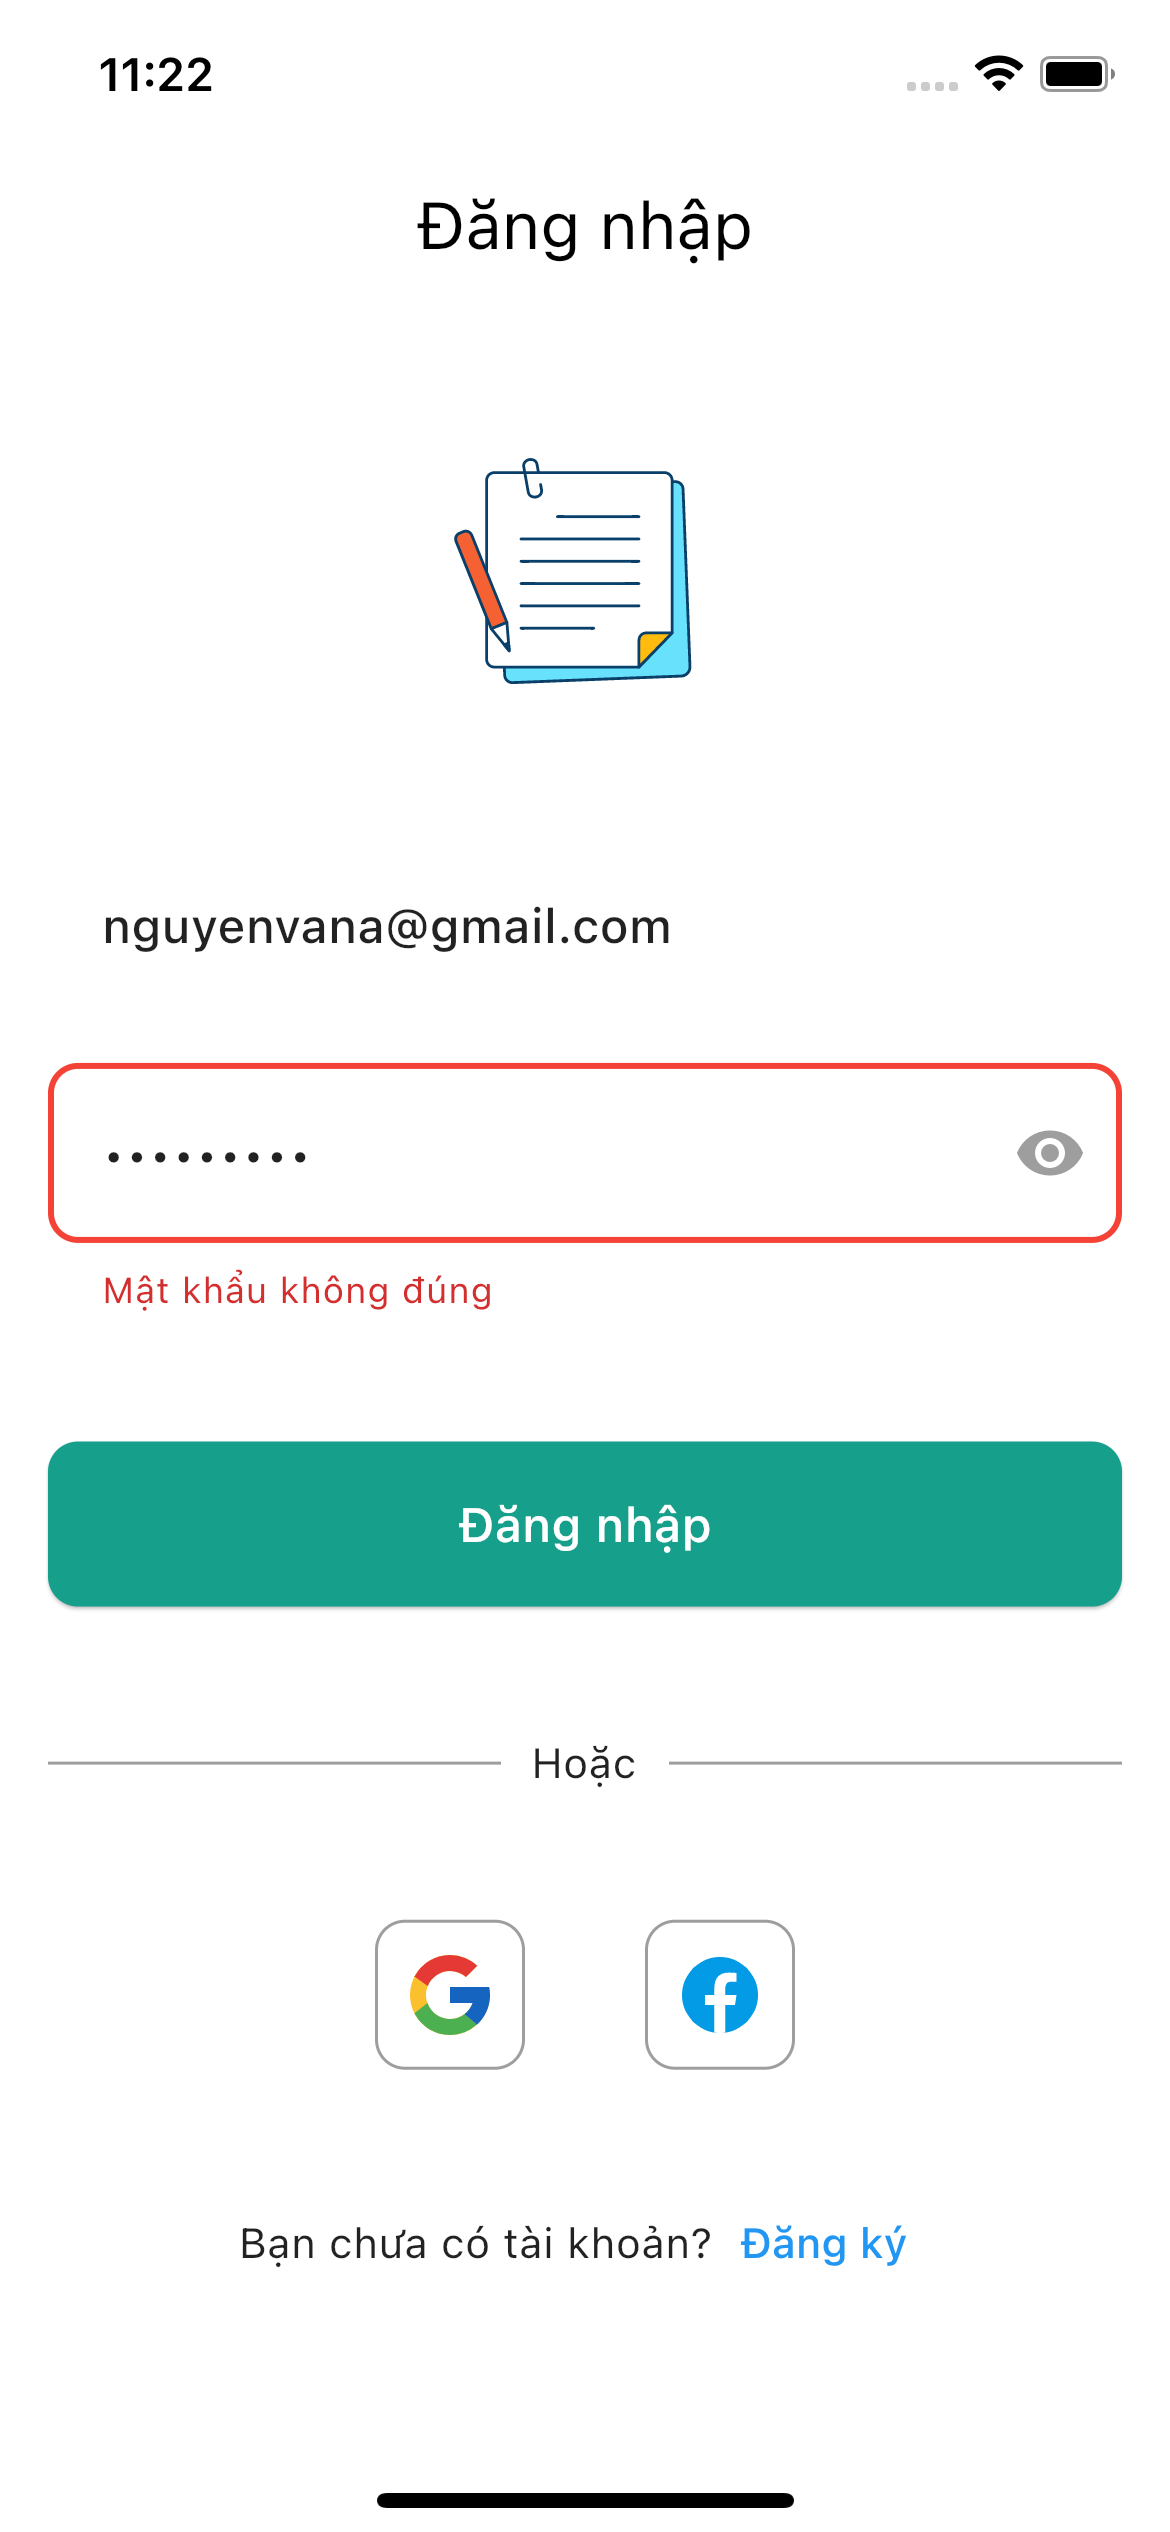 11:22
Đăng nhập
nguyenvana@gmail.com
•••••••••
Mật khẩu không đúng
Đăng nhập
Hoặc
Bạn chưa có tài khoản? Đăng ký